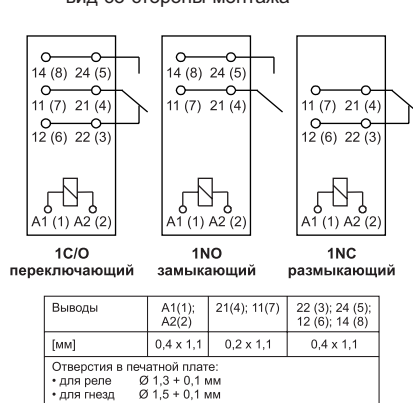 вид со стороны монтажа
14 (8) 24 (5)
11 (7) 21 (4)
12 (6) 22 (3)
A1 (1) A2 (2)
1C/O
переключающий
14 (8) 24 (5)
11 (7) 21 (4)
A1 (1) A2 (2)
1NO
замыкающий
11 (7) 21 (4)
12 (6) 22 (3)
A1 (1) A2 (2)
1NC
размыкающий
Выводы A1(1); A2(2) 21(4); 11(7) 22 (3); 24 (5); 12 (6); 14 (8)
[мм] 0,4 x 1,1 0,2 x 1,1 0,4 x 1,1
Отверстия в печатной плате:
• для реле Ø 1,3 + 0,1 мм
• для гнезд Ø 1,5 + 0,1 мм